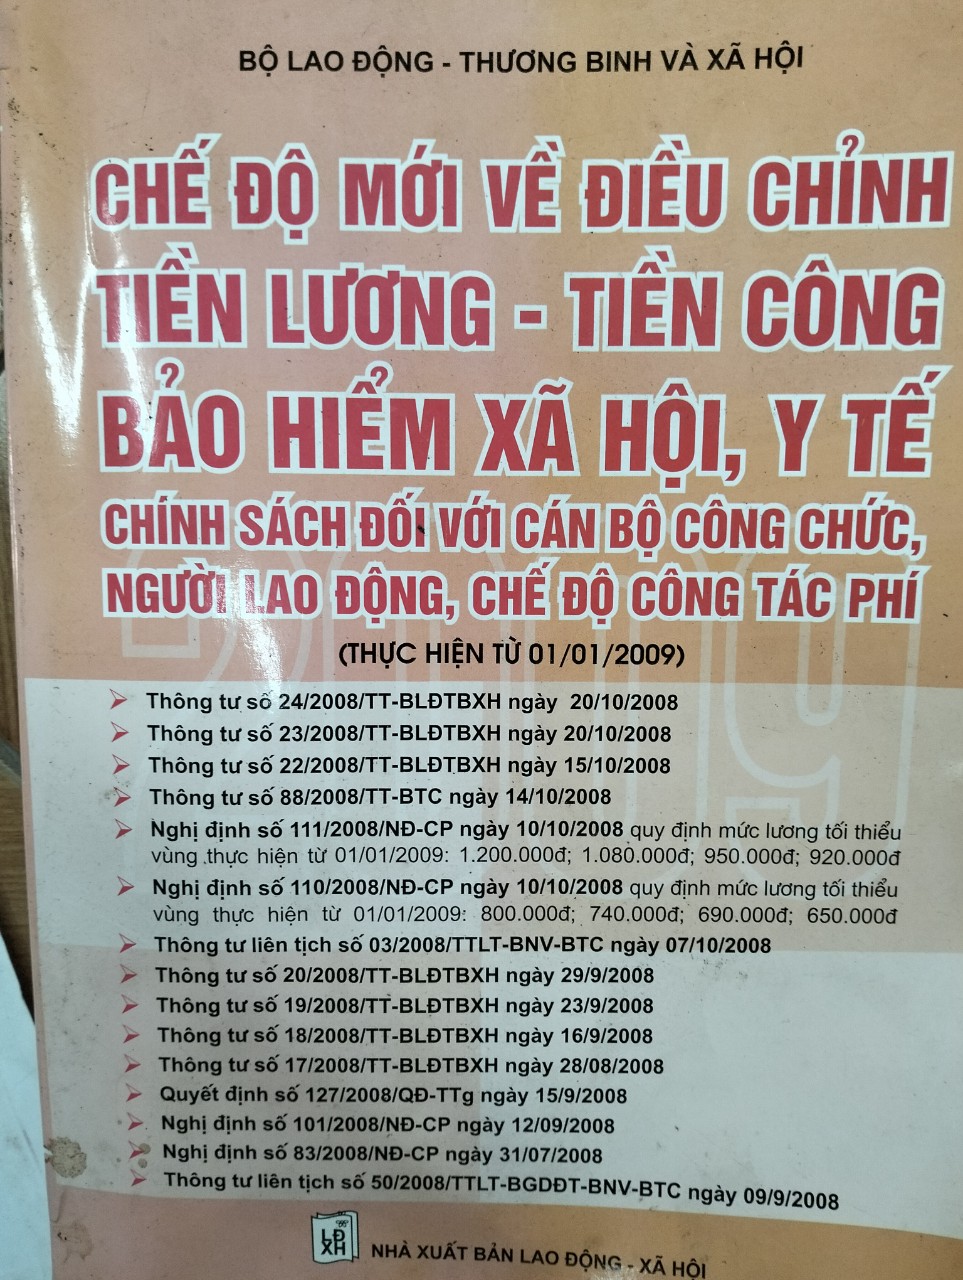 BỘ LAO ĐỘNG - THƯƠNG BINH VÀ XÃ HỘI
CHẾ ĐỘ MỚI VỀ ĐIỀU CHỈNH
TIỀN LƯƠNG - TIỀN CÔNG
BẢO HIỂM XÃ HỘI, Y TẾ
CHÍNH SÁCH ĐỐI VỚI CÁN BỘ CÔNG CHỨC,
NGƯỜI LAO ĐỘNG, CHẾ ĐỘ CÔNG TÁC PHÍ
(THỰC HIỆN TỪ 01/01/2009)
2009
Thông tư số 24/2008/TT-BLĐTBXH ngày 20/10/2008
Thông tư số 23/2008/TT-BLĐTBXH ngày 20/10/2008
Thông tư số 22/2008/TT-BLĐTBXH ngày 15/10/2008
Thông tư số 88/2008/TT-BTC ngày 14/10/2008
Nghị định số 111/2008/NĐ-CP ngày 10/10/2008 quy định mức lương tối thiểu
vùng thực hiện từ 01/01/2009: 1.200.000đ; 1.080.000đ; 950.000đ; 920.000đ
Nghị định số 110/2008/NĐ-CP ngày 10/10/2008 quy định mức lương tối thiểu
vùng thực hiện từ 01/01/2009: 800.000đ; 740.000đ; 690.000đ; 650.000đ
Thông tư liên tịch số 03/2008/TTLT-BNV-BTC ngày 07/10/2008
Thông tư số 20/2008/TT-BLĐTBXH ngày 29/9/2008
Thông tư số 19/2008/TT-BLĐTBXH ngày 23/9/2008
Thông tư số 18/2008/TT-BLĐTBXH ngày 16/9/2008
Thông tư số 17/2008/TT-BLĐTBXH ngày 28/08/2008
Quyết định số 127/2008/QĐ-TTg ngày 15/9/2008
Nghị định số 101/2008/NĐ-CP ngày 12/09/2008
Nghị định số 83/2008/NĐ-CP ngày 31/07/2008
Thông tư liên tịch số 50/2008/TTLT-BGDĐT-BNV-BTC ngày 09/9/2008
LĐ
XH
NHÀ XUẤT BẢN LAO ĐỘNG - XÃ HỘI